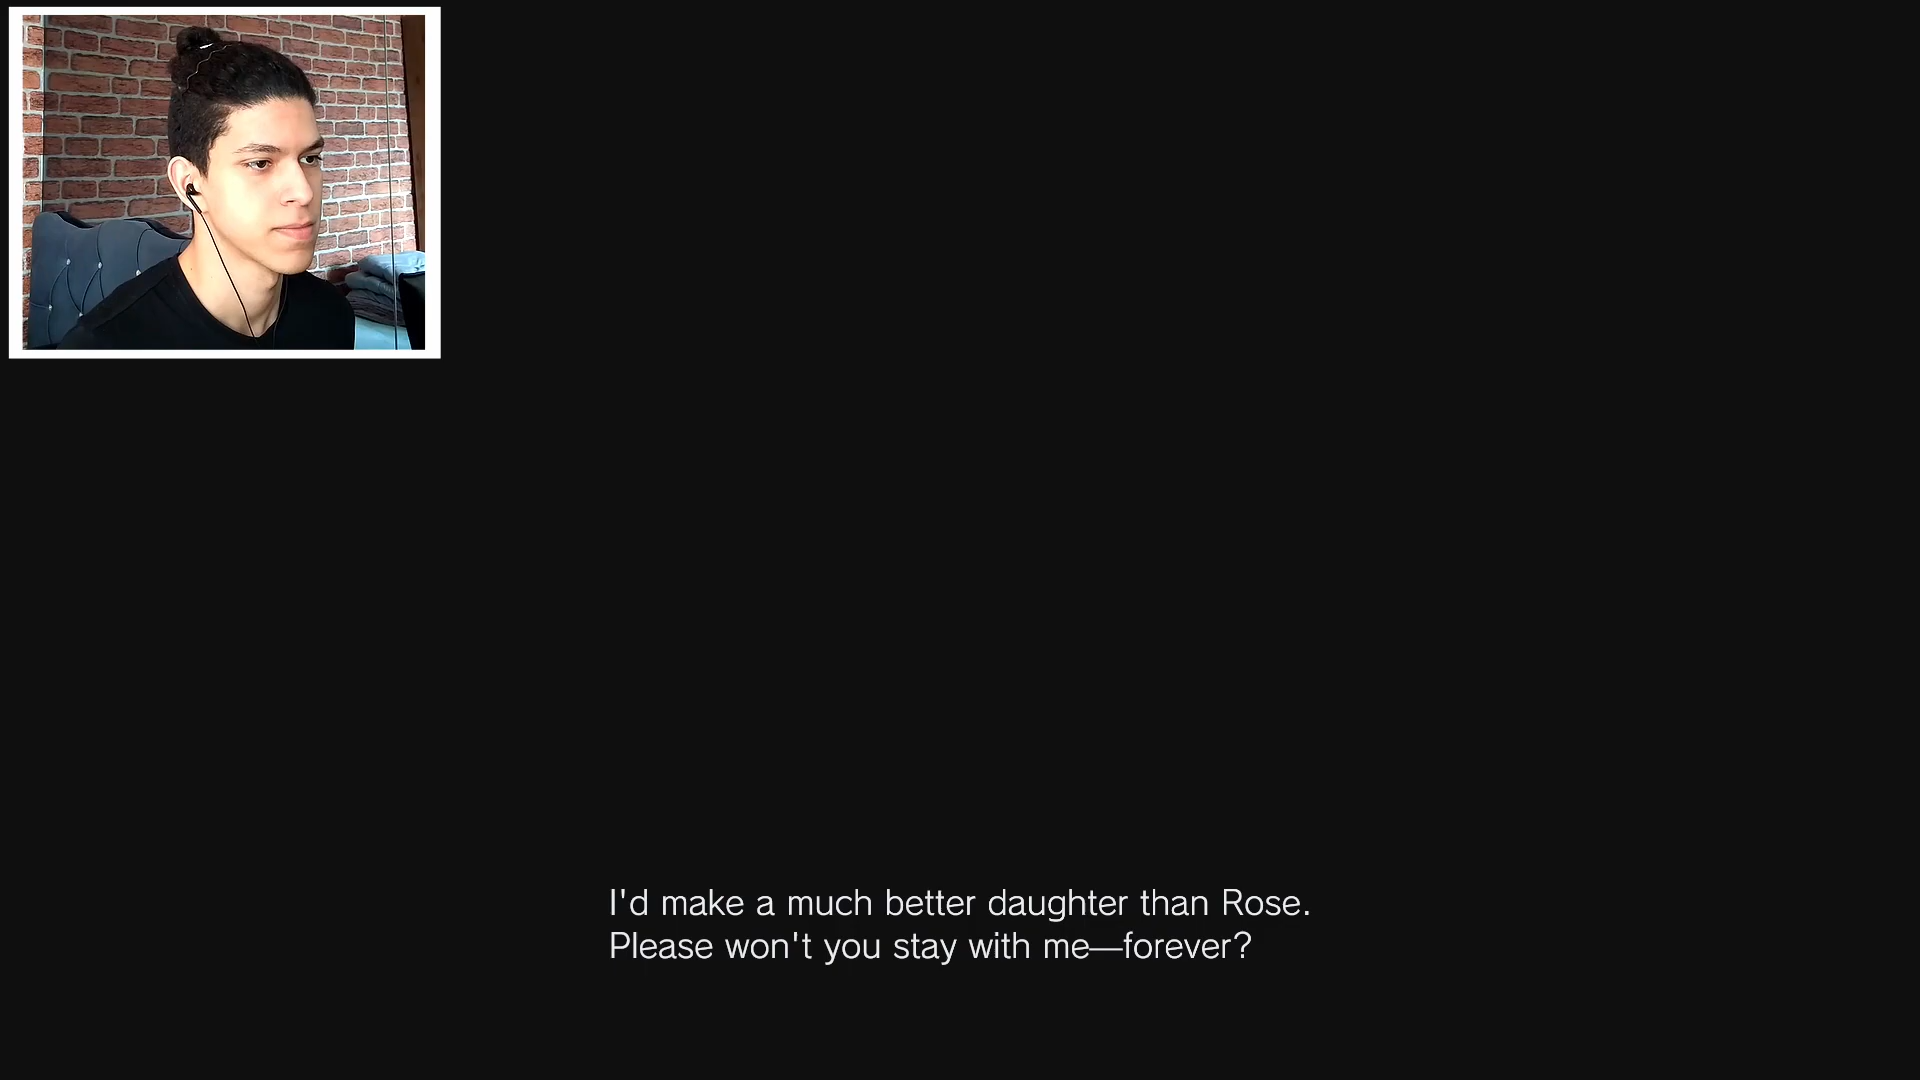 I'd make a much better daughter than Rose.
Please won't you stay with me—forever?